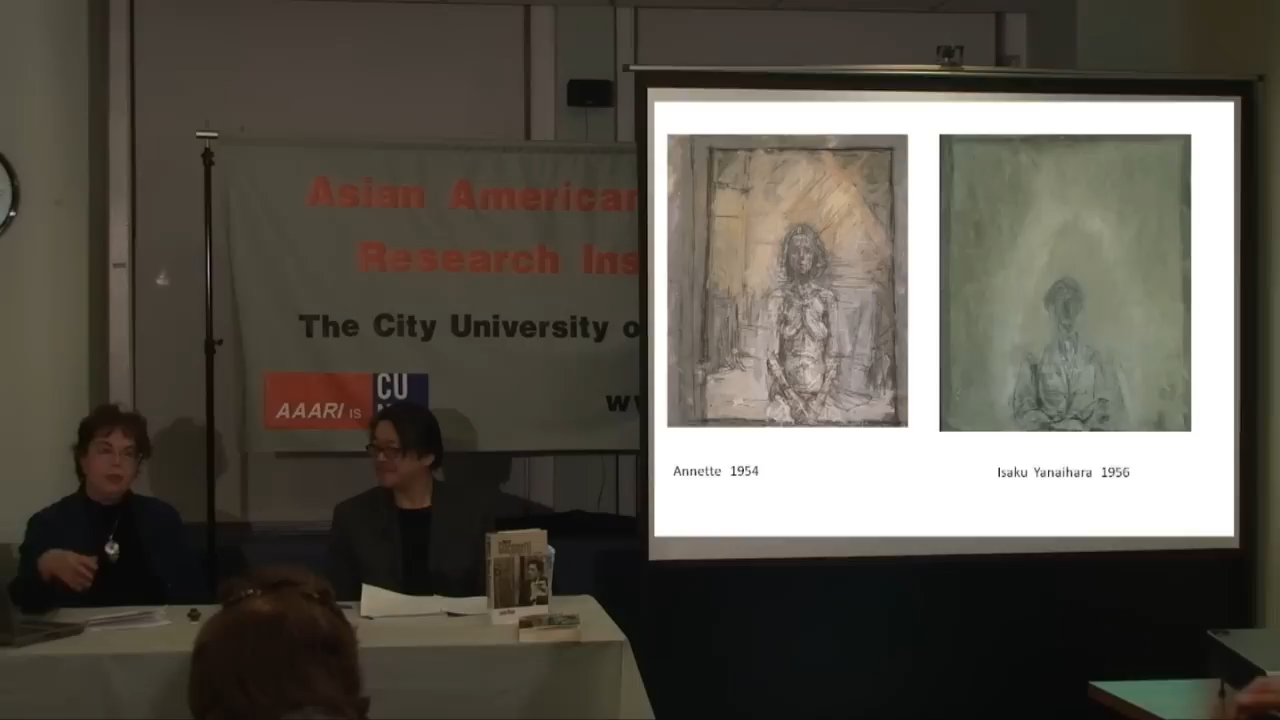 Asian American
Research Ins
The City University o
AAARI IS
CU
Annette 1954
Isaku Yanaihara 1956